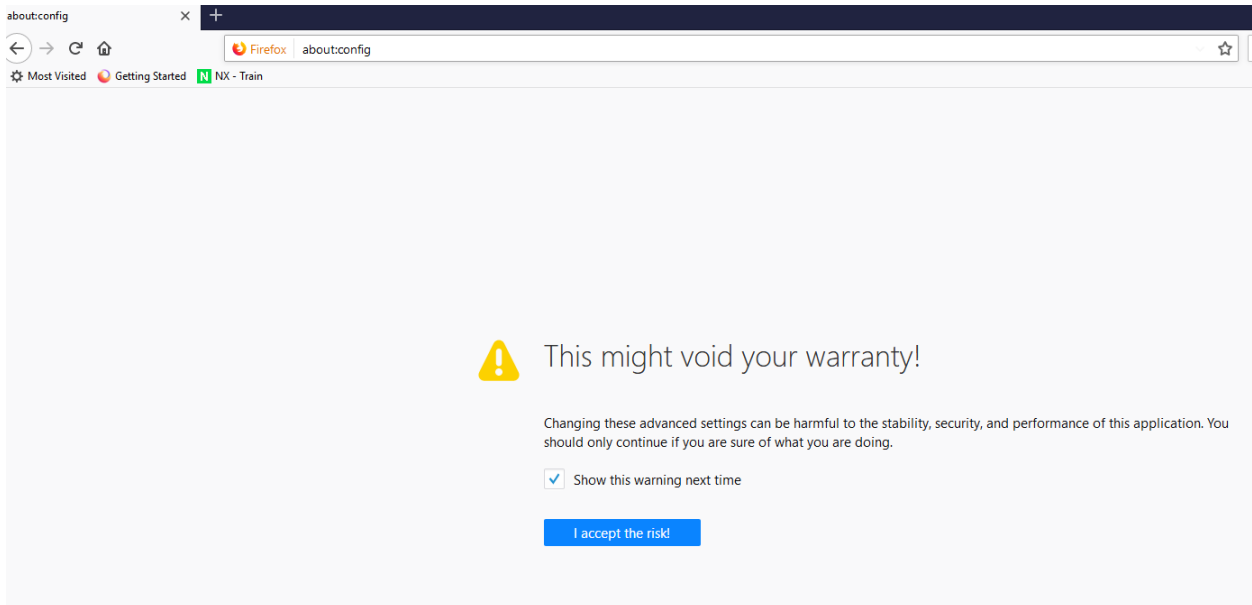 about:config
Firefox about:config
Most Visited Getting Started N NX - Train
This might void your warranty!
Changing these advanced settings can be harmful to the stability, security, and performance of this application. You
should only continue if you are sure of what you are doing.
Show this warning next time
I accept the risk!